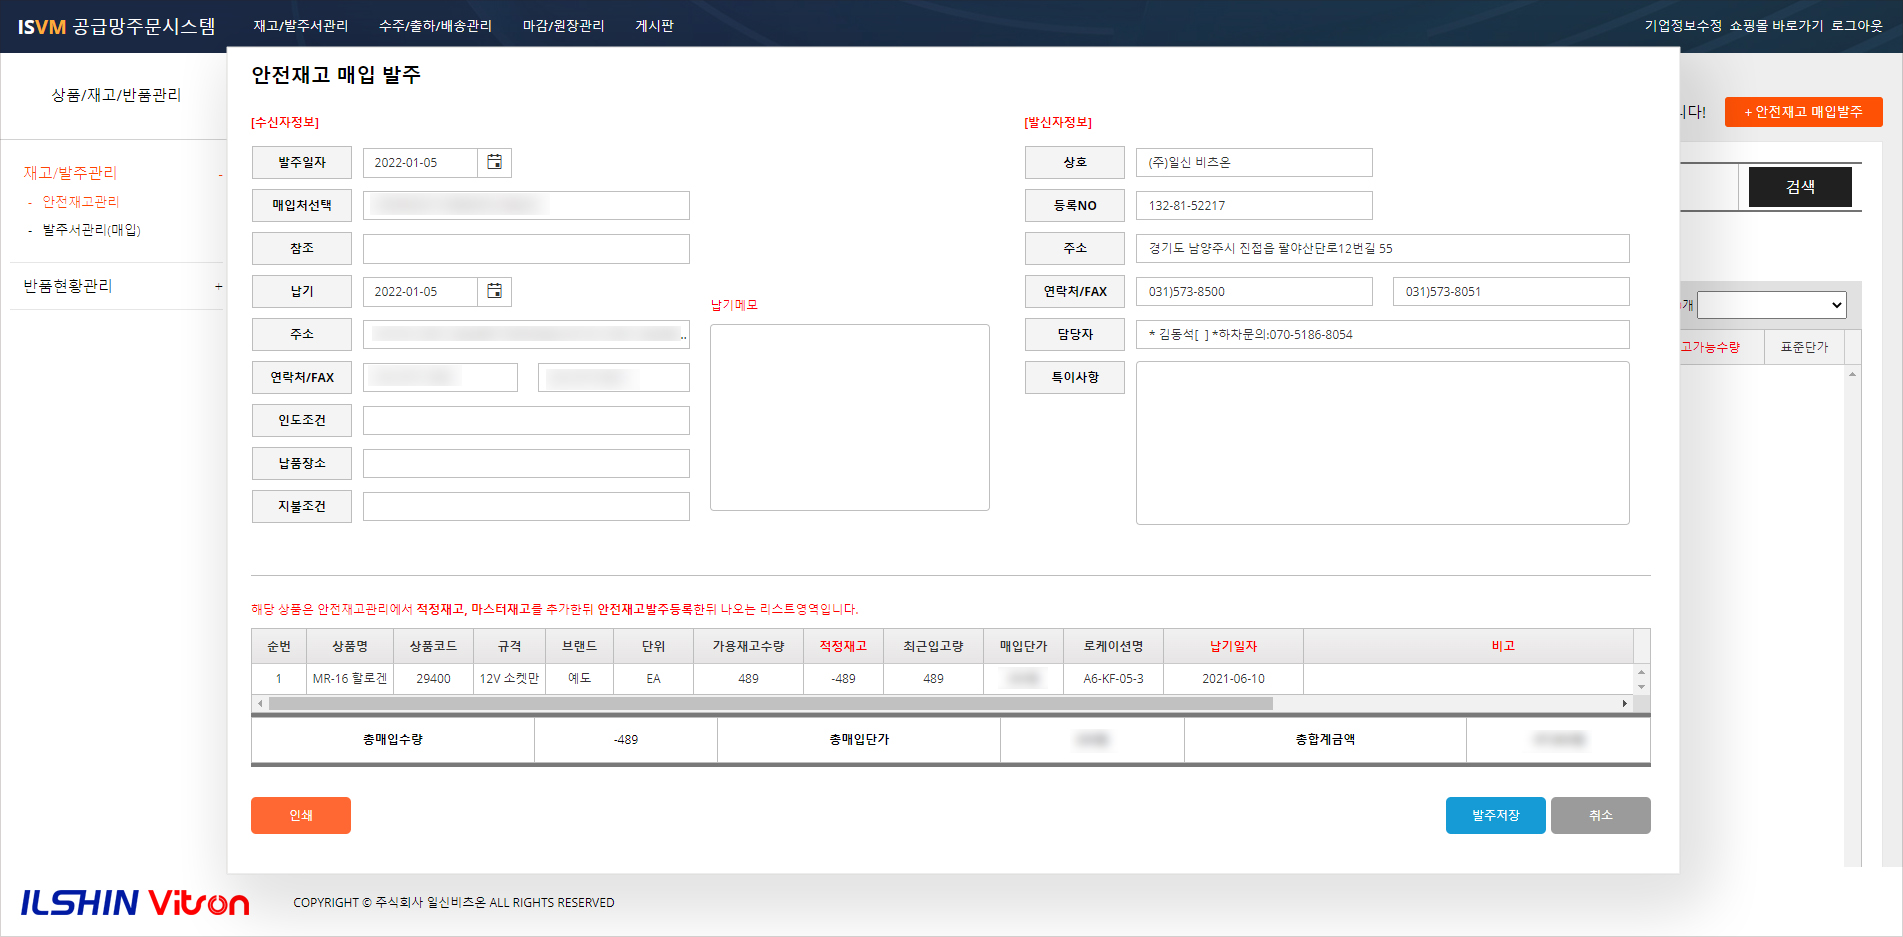 ISVM 공급망주문시스템
재고/발주서관리
수주/출하/배송관리
마감/원장관리
게시판
기업정보수정 쇼핑몰 바로가기 로그아웃
상품/재고/반품관리
재고/발주관리 -
- 안전재고관리
- 발주서관리(매입)
반품현황관리 +
니다!
+ 안전재고 매입발주
검색
개
고가능수량 표준단가
안전재고 매입 발주
[수신자정보]
발주일자 2022-01-05
매입처선택
참조
납기 2022-01-05
주소 ..
연락처/FAX
인도조건
납품장소
지불조건
납기메모
[발신자정보]
상호 (주)일신 비츠온
등록NO 132-81-52217
주소 경기도 남양주시 진접읍 팔야산단로12번길 55
연락처/FAX 031)573-8500 031)573-8051
담당자 * 김동석[ ] *하차문의:070-5186-8054
특이사항
해당 상품은 안전재고관리에서 적정재고, 마스터재고를 추가한뒤 안전재고발주등록한뒤 나오는 리스트영역입니다.
순번 상품명 상품코드 규격 브랜드 단위 가용재고수량 적정재고 최근입고량 매입단가 로케이션명 납기일자 비고
1 MR-16 할로겐 29400 12V 소켓만 예도 EA 489 -489 489 A6-KF-05-3 2021-06-10
총매입수량 -489 총매입단가 총합계금액
인쇄
발주저장 취소
ILSHIN Vitson
COPYRIGHT © 주식회사 일신비츠온 ALL RIGHTS RESERVED